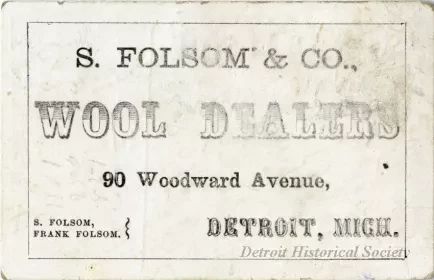 S. FOLSOM & CO.,
WOOL DEALERS
90 Woodward Avenue,
S. FOLSOM,
FRANK FOLSOM.
DETROIT, MICH.
Detroit Historical Society